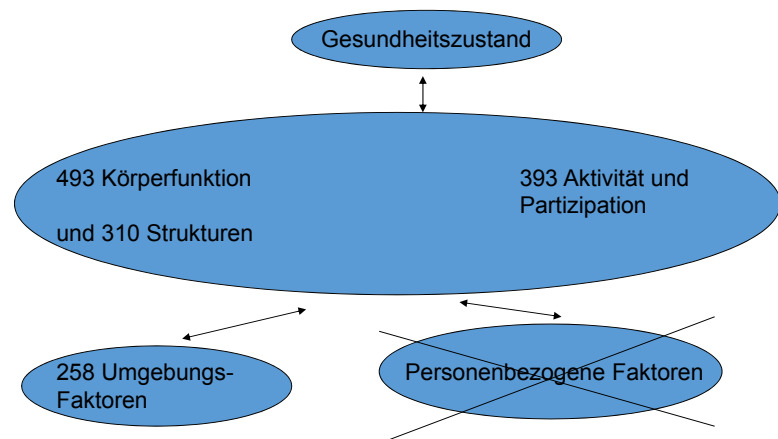 Gesundheitszustand
493 Körperfunktion
und 310 Strukturen
393 Aktivität und
Partizipation
258 Umgebungs-
Faktoren
Personenbezogene Faktoren